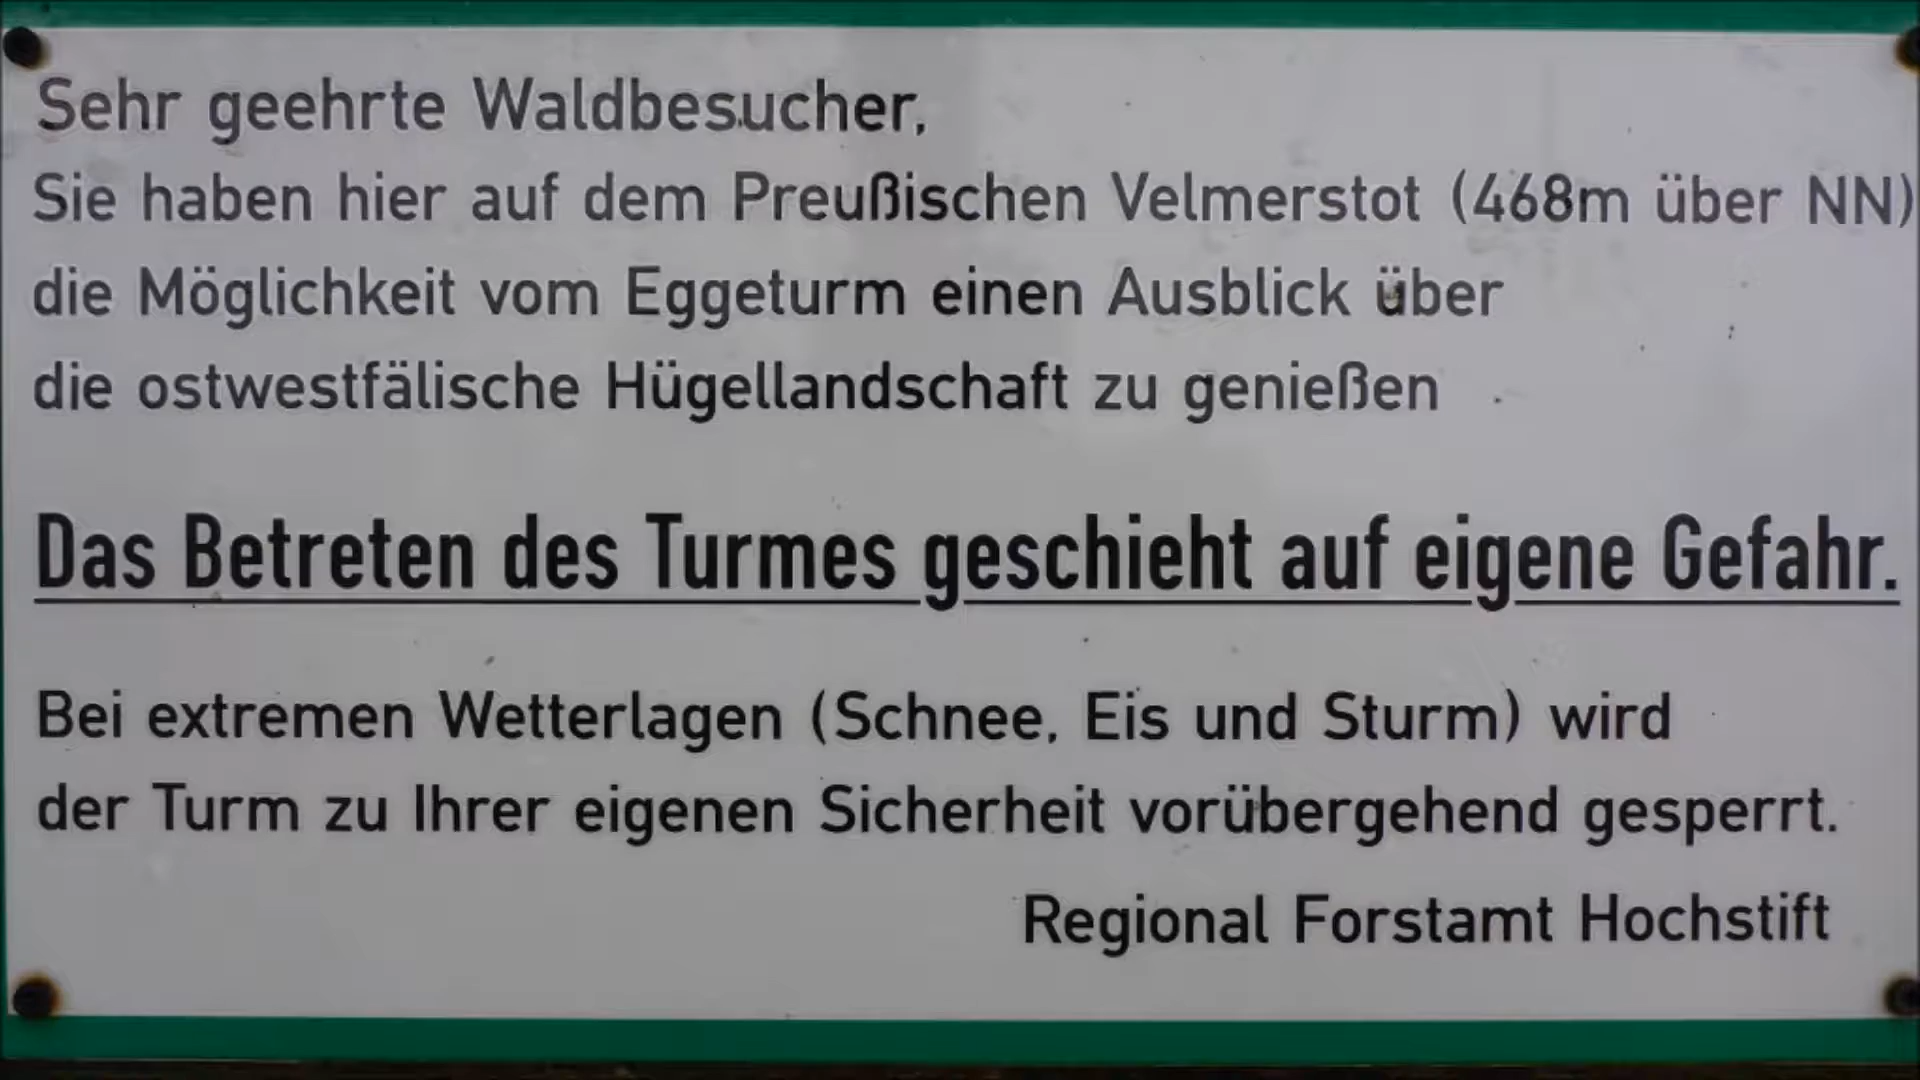 Sehr geehrte Waldbesucher,
Sie haben hier auf dem Preußischen Velmerstot (468m über NN)
die Möglichkeit vom Eggeturm einen Ausblick über
die ostwestfälische Hügellandschaft zu genießen .
Das Betreten des Turmes geschieht auf eigene Gefahr.
Bei extremen Wetterlagen (Schnee, Eis und Sturm) wird
der Turm zu Ihrer eigenen Sicherheit vorübergehend gesperrt.
Regional Forstamt Hochstift